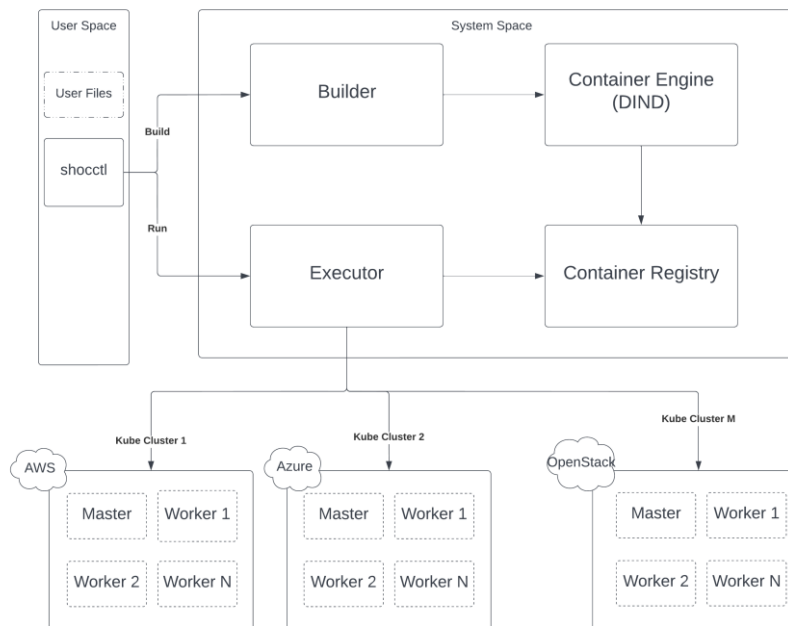 User Space
System Space
User Files
shocctl
Build
Run
Builder
Container Engine
(DIND)
Executor
Container Registry
Kube Cluster 1
Kube Cluster 2
Kube Cluster M
AWS
Master
Worker 1
Worker 2
Worker N
Azure
Master
Worker 1
Worker 2
Worker N
OpenStack
Master
Worker 1
Worker 2
Worker N